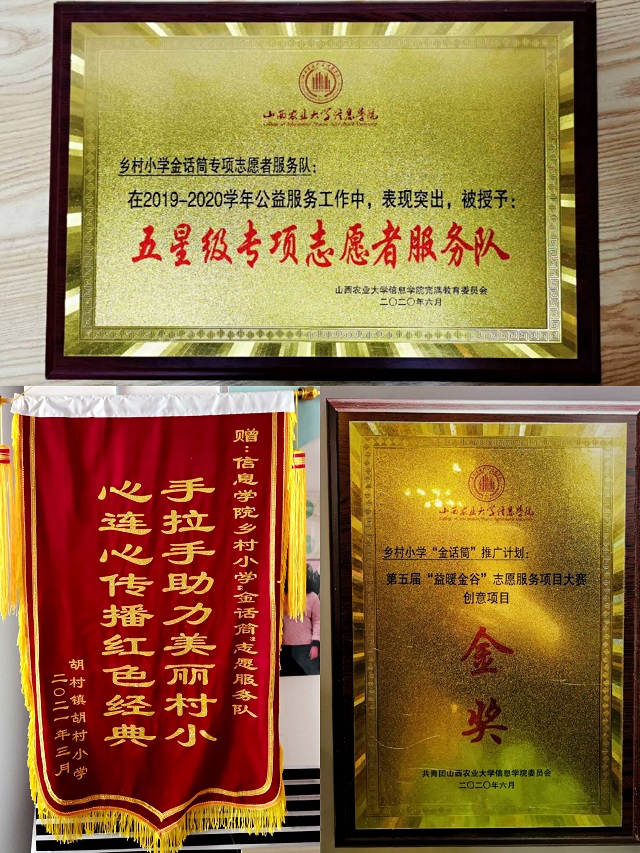 山西农业大学信息学院
乡村小学金话筒专项志愿者服务队:
在2019-2020学年公益服务工作中,表现突出,被授予:
五星级专项志愿者服务队
山西农业大学信息学院完满教育委员会
二〇二〇年六月
赠:信息学院乡村小学“金话筒”志愿服务队
手拉手助力美丽村小
心连心传播红色经典
胡村镇胡村小学
二〇二一年三月
山西农业大学信息学院
乡村小学“金话筒”推广计划:
第五届“益暖金谷”志愿服务项目大赛
创意项目
金
奖
共青团山西农业大学信息学院委员会
二〇二〇年六月